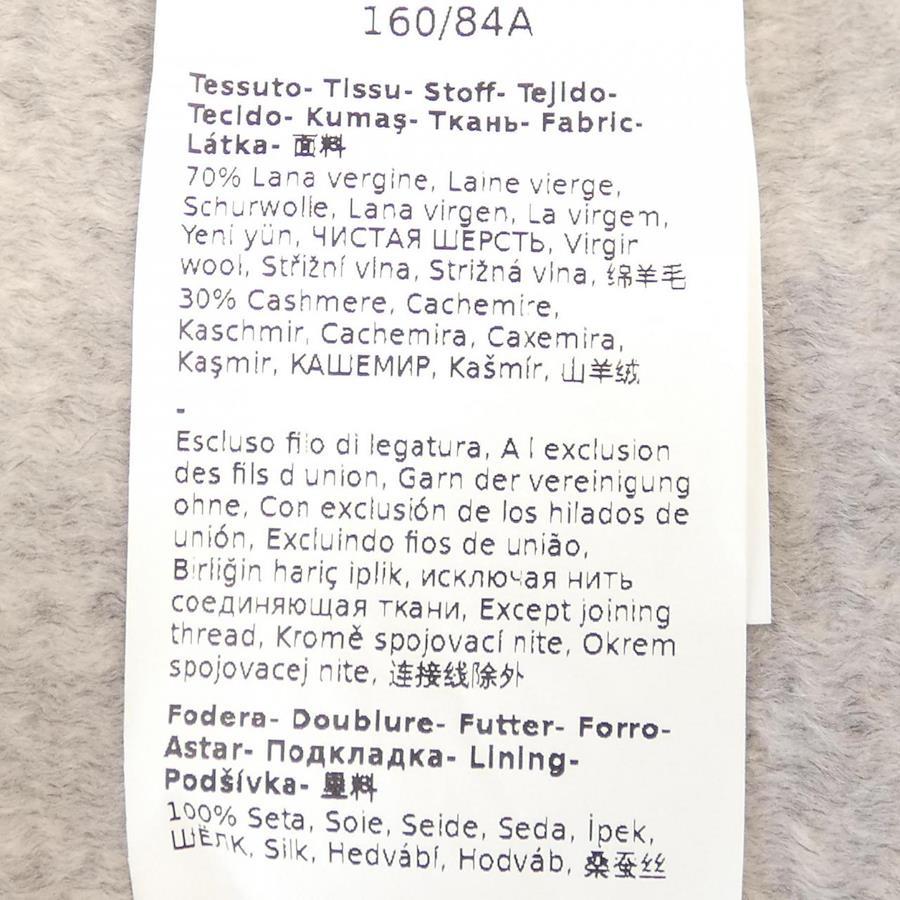 160/84A
Tessuto- Tissu- Stoff- Tejido-
Tecido- Kumaş- Ткань- Fabric-
Látka- 面料
70% Lana vergine, Laine vierge,
Schurwolle, Lana virgen, La virgem,
Yeni yün, ЧИСТАЯ ШЕРСТЬ, Virgin
wool, Střižní vlna, Strižná vlna, 绵羊毛
30% Cashmere, Cachemire,
Kaschmir, Cachemira, Caxemira,
Kaşmir, КАШЕМИР, Kašmír, 山羊绒
-
Escluso filo di legatura, A l exclusion
des fils d union, Garn der vereinigung
ohne, Con exclusión de los hilados de
unión, Excluindo fios de união,
Birliğin hariç iplik, исключая нить
соединяющая ткани, Except joining
thread, Kromě spojovací nite, Okrem
spojovacej nite, 连接线除外
Fodera- Doublure- Futter- Forro-
Astar- Подкладка- Lining-
Podšívka- 里料
100% Seta, Soie, Seide, Seda, İpek,
ШЁЛК, Silk, Hedvábí, Hodváb, 桑蚕丝